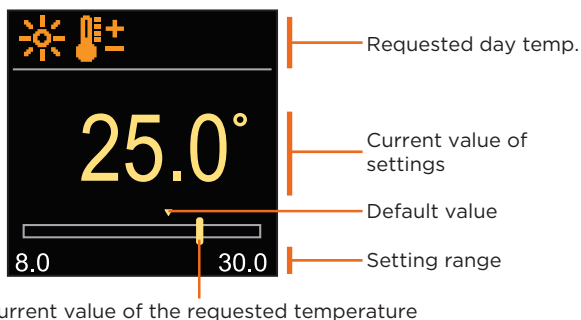 Requested day temp.
25.0°
Current value of
settings
Default value
8.0 30.0
Setting range
urrent value of the requested temperature